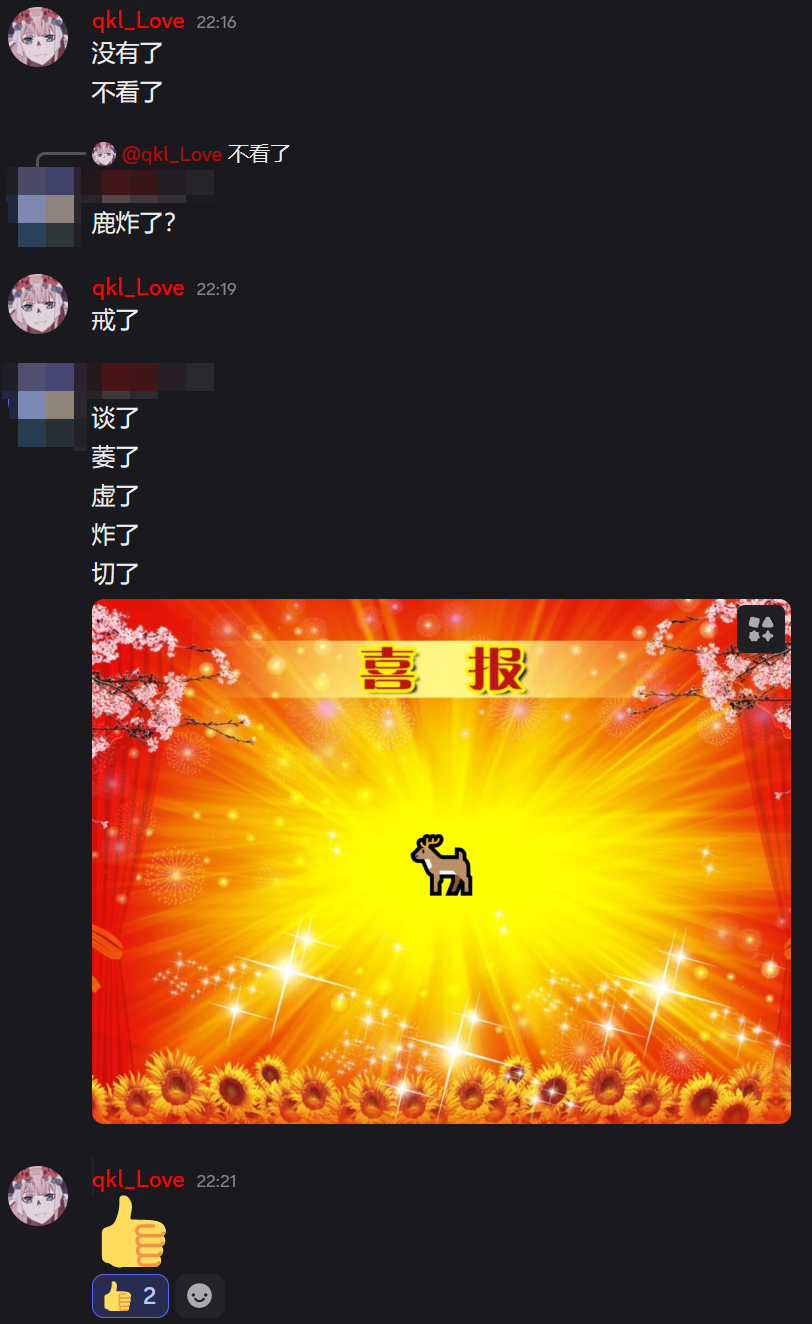 qkl_Love 22:16
没有了
不看了
@qkl_Love 不看了
鹿炸了?
qkl_Love 22:19
戒了
谈了
萎了
虚了
炸了
切了
喜 报
qkl_Love 22:21
2